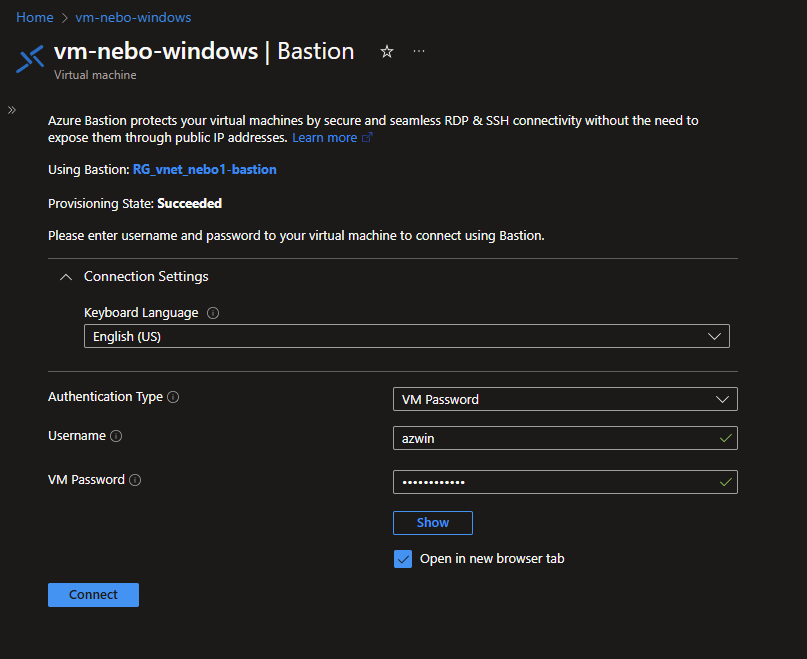 Home > vm-nebo-windows
vm-nebo-windows | Bastion
Virtual machine
Azure Bastion protects your virtual machines by secure and seamless RDP & SSH connectivity without the need to
expose them through public IP addresses. Learn more
Using Bastion: RG_vnet_nebo1-bastion
Provisioning State: Succeeded
Please enter username and password to your virtual machine to connect using Bastion.
Connection Settings
Keyboard Language
English (US)
Authentication Type
VM Password
Username
azwin
VM Password
••••••••••••
Show
Open in new browser tab
Connect